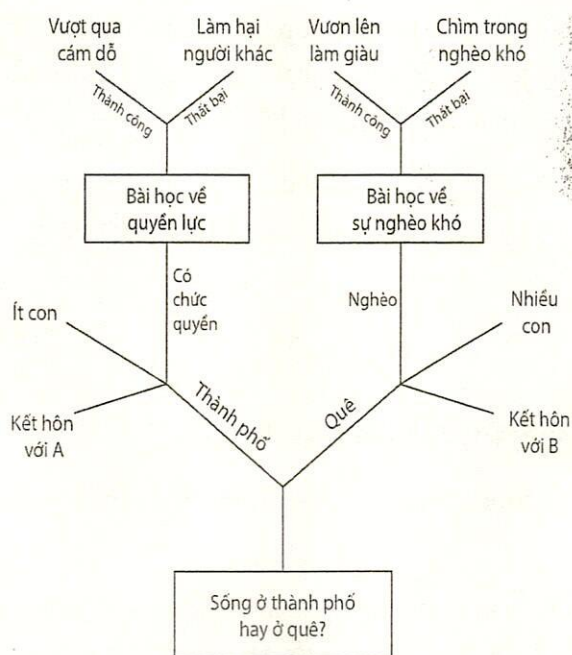 Vượt qua
cám dỗ
Làm hại
người khác
Vươn lên
làm giàu
Chìm trong
nghèo khó
Thành công
Thất bại
Thành công
Thất bại
Bài học về
quyền lực
Bài học về
sự nghèo khó
Có
chức
quyền
Nghèo
Ít con
Nhiều
con
Kết hôn
với A
Thành phố
Quê
Kết hôn
với B
Sống ở thành phố
hay ở quê?